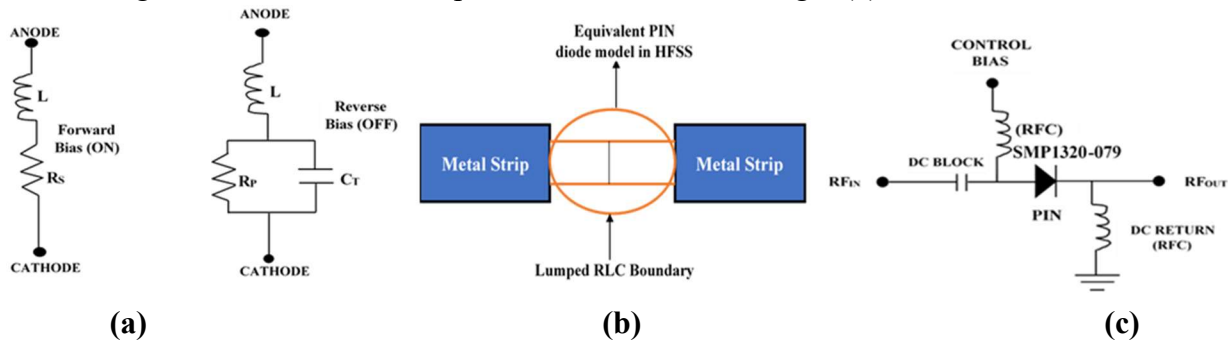 ANODE
L
Forward
Bias (ON)
RS
CATHODE
ANODE
L
Reverse
Bias (OFF)
RP
CT
CATHODE
(a)
Equivalent PIN
diode model in HFSS
Metal Strip
Metal Strip
Lumped RLC Boundary
(b)
CONTROL
BIAS
(RFC)
SMP1320-079
DC BLOCK
RFIN
RFOUT
PIN
DC RETURN
(RFC)
(c)